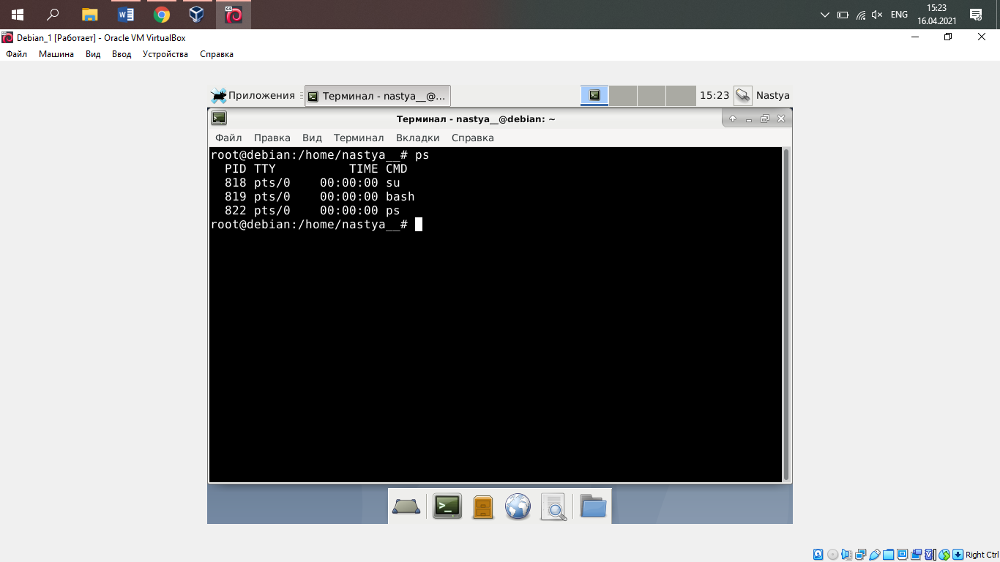 15:23
ENG
16.04.2021
Debian_1 [Работает] - Oracle VM VirtualBox
Файл Машина Вид Ввод Устройства Справка
Приложения Терминал - nastya__@... 15:23 Nastya
Терминал - nastya__@debian: ~
Файл Правка Вид Терминал Вкладки Справка
root@debian:/home/nastya__# ps
PID TTY TIME CMD
818 pts/0 00:00:00 su
819 pts/0 00:00:00 bash
822 pts/0 00:00:00 ps
root@debian:/home/nastya__#
Right Ctrl